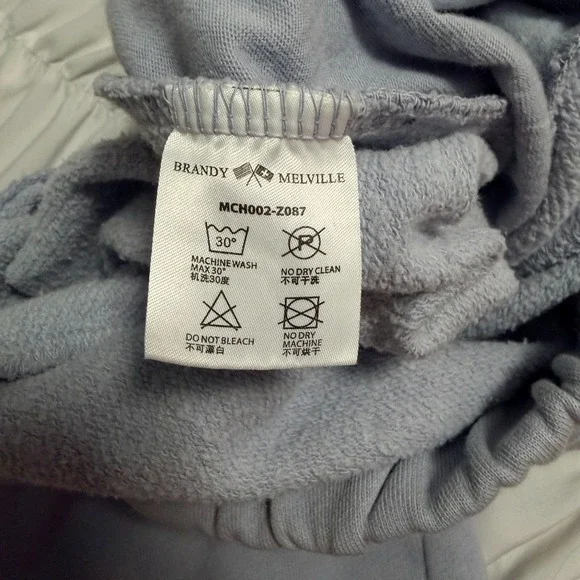 BRANDY MELVILLE
MCH002-Z087
30°
P
MACHINE WASH
MAX 30°
机洗30度
NO DRY CLEAN
不可干洗
DO NOT BLEACH
不可漂白
NO DRY
MACHINE
不可烘干